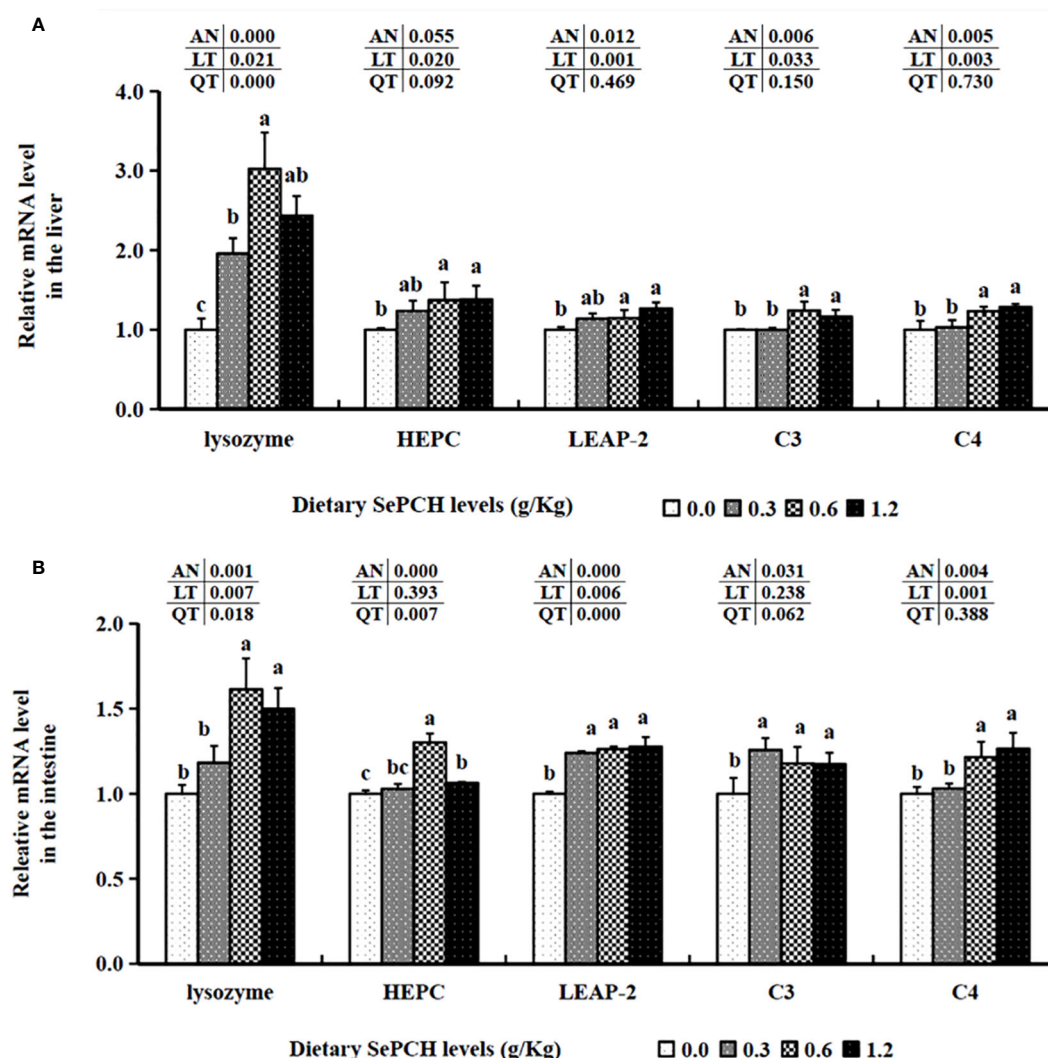 A
AN 0.000 AN 0.055 AN 0.012 AN 0.006 AN 0.005
LT 0.021 LT 0.020 LT 0.001 LT 0.033 LT 0.003
QT 0.000 QT 0.092 QT 0.469 QT 0.150 QT 0.730
Relative mRNA level
in the liver
4.0
3.0
2.0
1.0
0.0
c b a ab b ab a a b ab a a b b a a b b a a
lysozyme HEPC LEAP-2 C3 C4
Dietary SePCH levels (g/Kg) 0.0 0.3 0.6 1.2
B
AN 0.001 AN 0.000 AN 0.000 AN 0.031 AN 0.004
LT 0.007 LT 0.393 LT 0.006 LT 0.238 LT 0.001
QT 0.018 QT 0.007 QT 0.000 QT 0.062 QT 0.388
Releative mRNA level
in the intestine
2.0
1.5
1.0
0.5
0.0
b b a a c bc a b b a a a b a a a b b a a
lysozyme HEPC LEAP-2 C3 C4
Dietary SePCH levels (g/Kg) 0.0 0.3 0.6 1.2